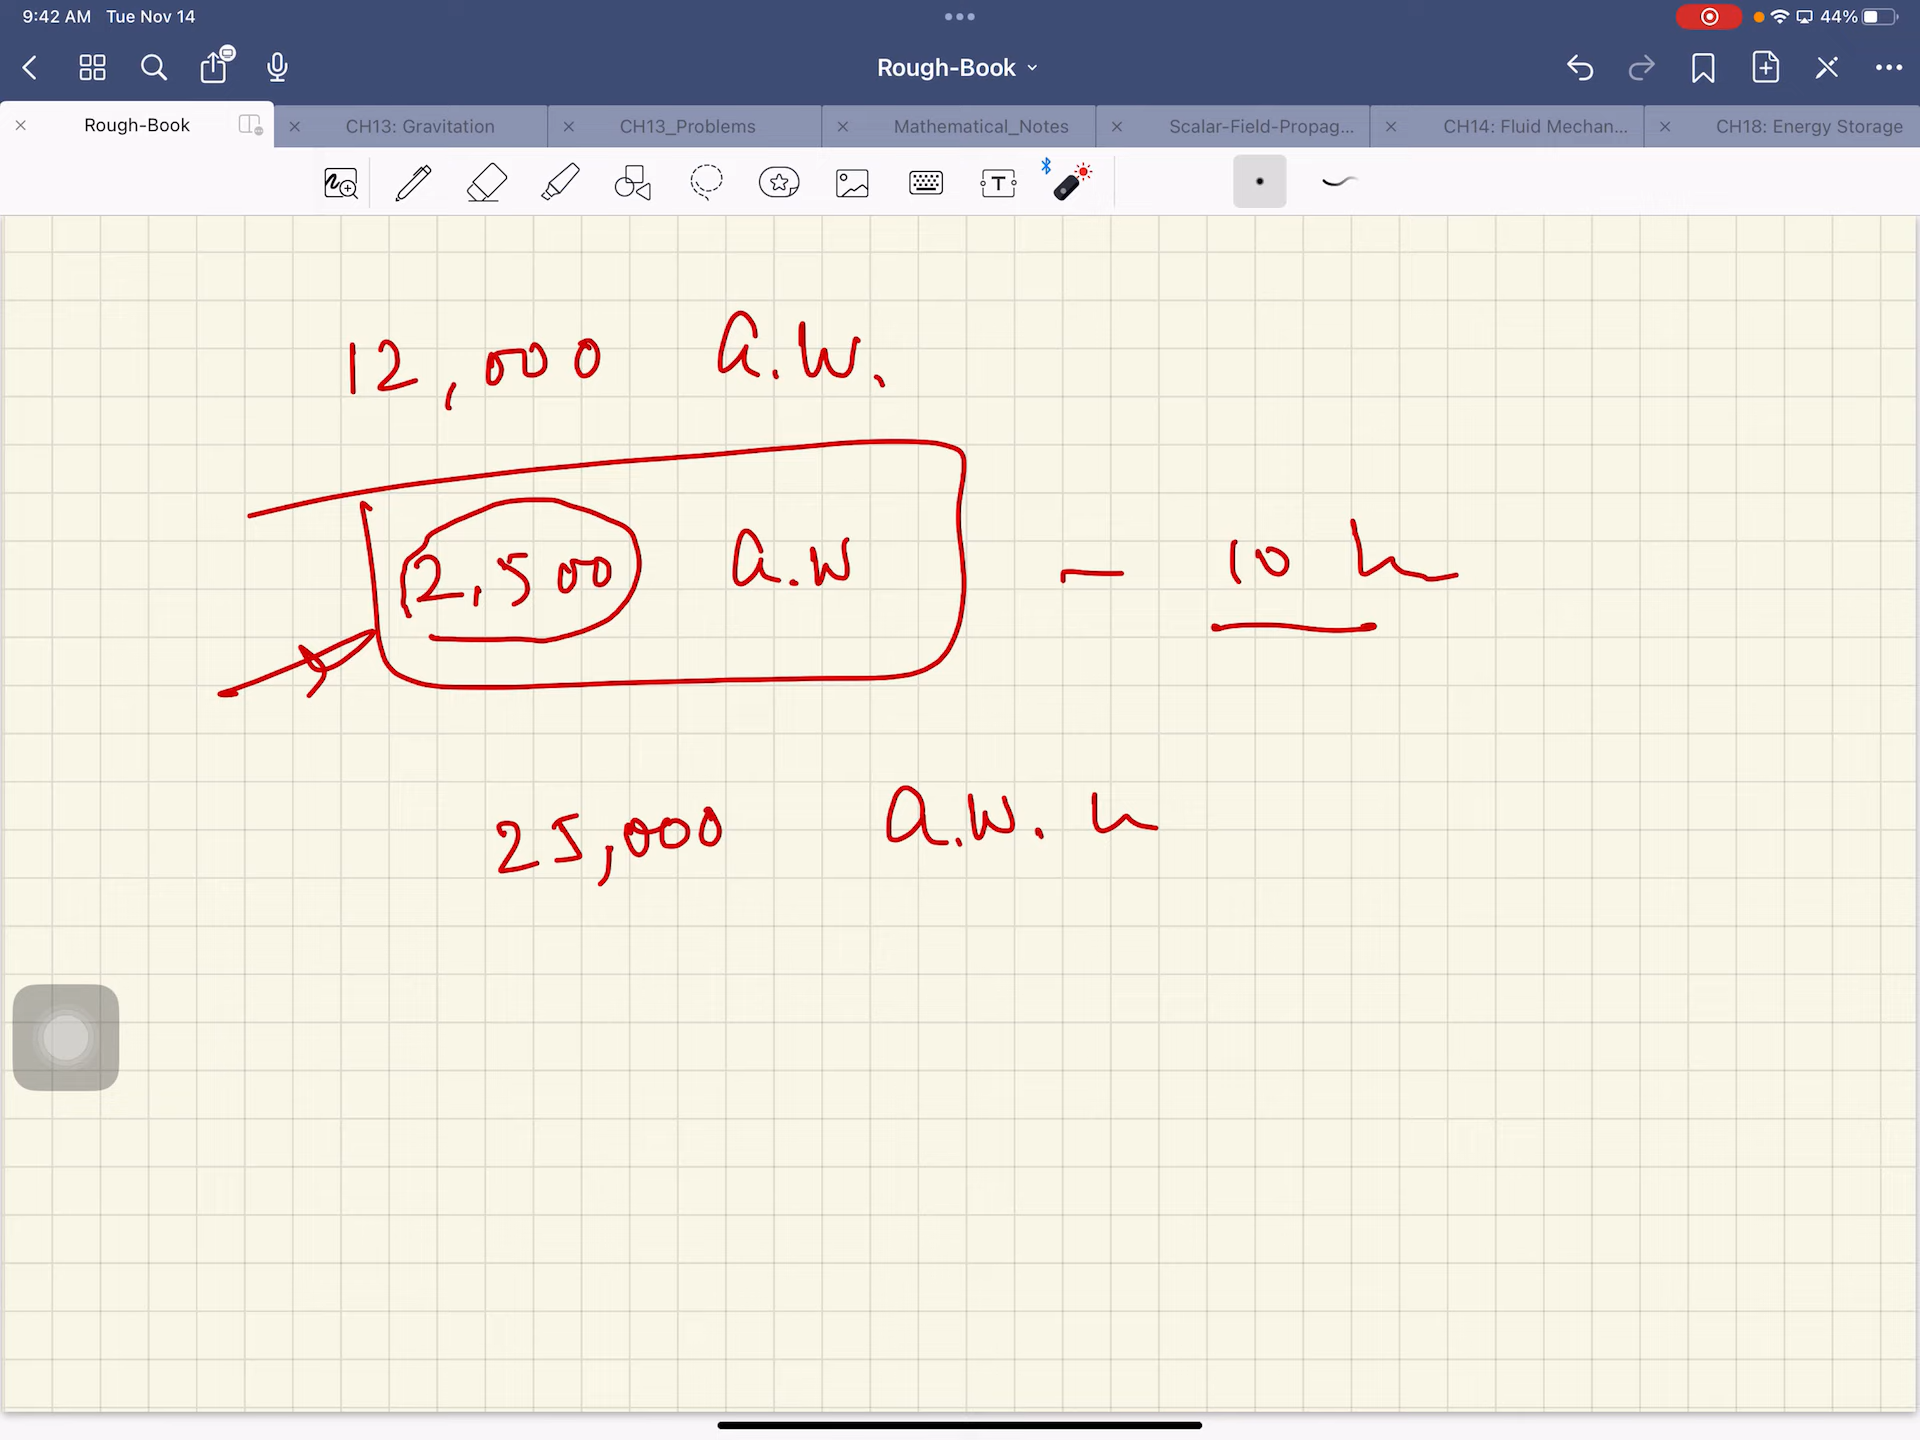 9:42 AM Tue Nov 14
44%
Rough-Book
Rough-Book
CH13: Gravitation
CH13_Problems
Mathematical_Notes
Scalar-Field-Propag...
CH14: Fluid Mechan...
CH18: Energy Storage
T
12,000 a.w.
2,500 a.w - 10 h
25,000 a.w. h